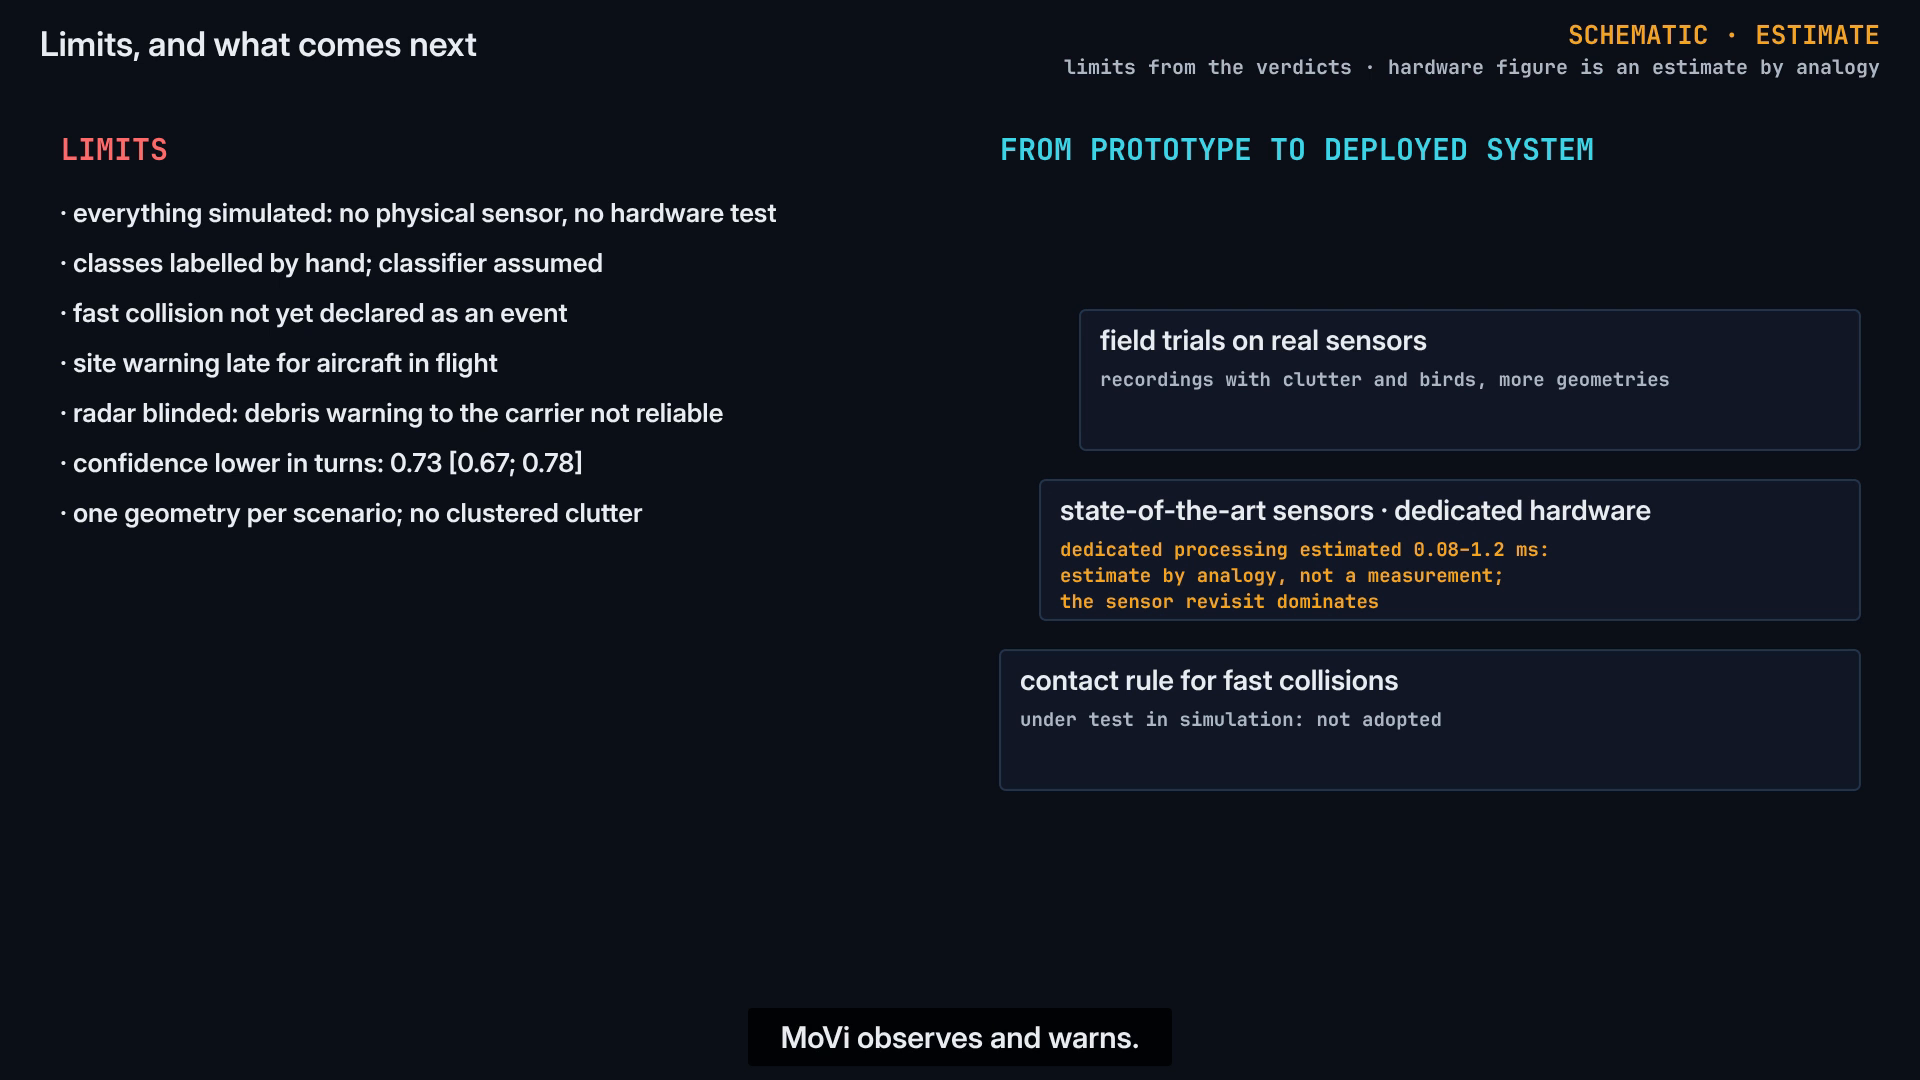 Limits, and what comes next
SCHEMATIC · ESTIMATE
limits from the verdicts · hardware figure is an estimate by analogy
LIMITS
· everything simulated: no physical sensor, no hardware test
· classes labelled by hand; classifier assumed
· fast collision not yet declared as an event
· site warning late for aircraft in flight
· radar blinded: debris warning to the carrier not reliable
· confidence lower in turns: 0.73 [0.67; 0.78]
· one geometry per scenario; no clustered clutter
FROM PROTOTYPE TO DEPLOYED SYSTEM
field trials on real sensors
recordings with clutter and birds, more geometries
state-of-the-art sensors · dedicated hardware
dedicated processing estimated 0.08–1.2 ms:
estimate by analogy, not a measurement;
the sensor revisit dominates
contact rule for fast collisions
under test in simulation: not adopted
MoVi observes and warns.